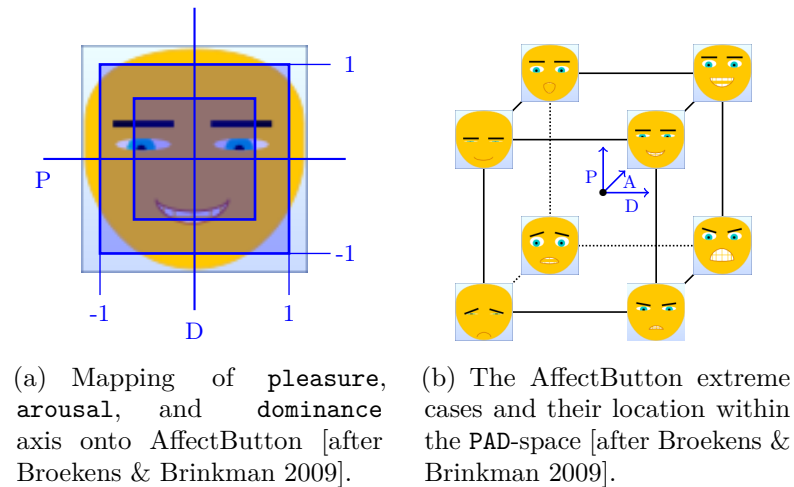 1
P
-1
-1
D
1
P
A
D
(a) Mapping of pleasure,
arousal, and dominance
axis onto AffectButton [after
Broekens & Brinkman 2009].
(b) The AffectButton extreme
cases and their location within
the PAD-space [after Broekens &
Brinkman 2009].